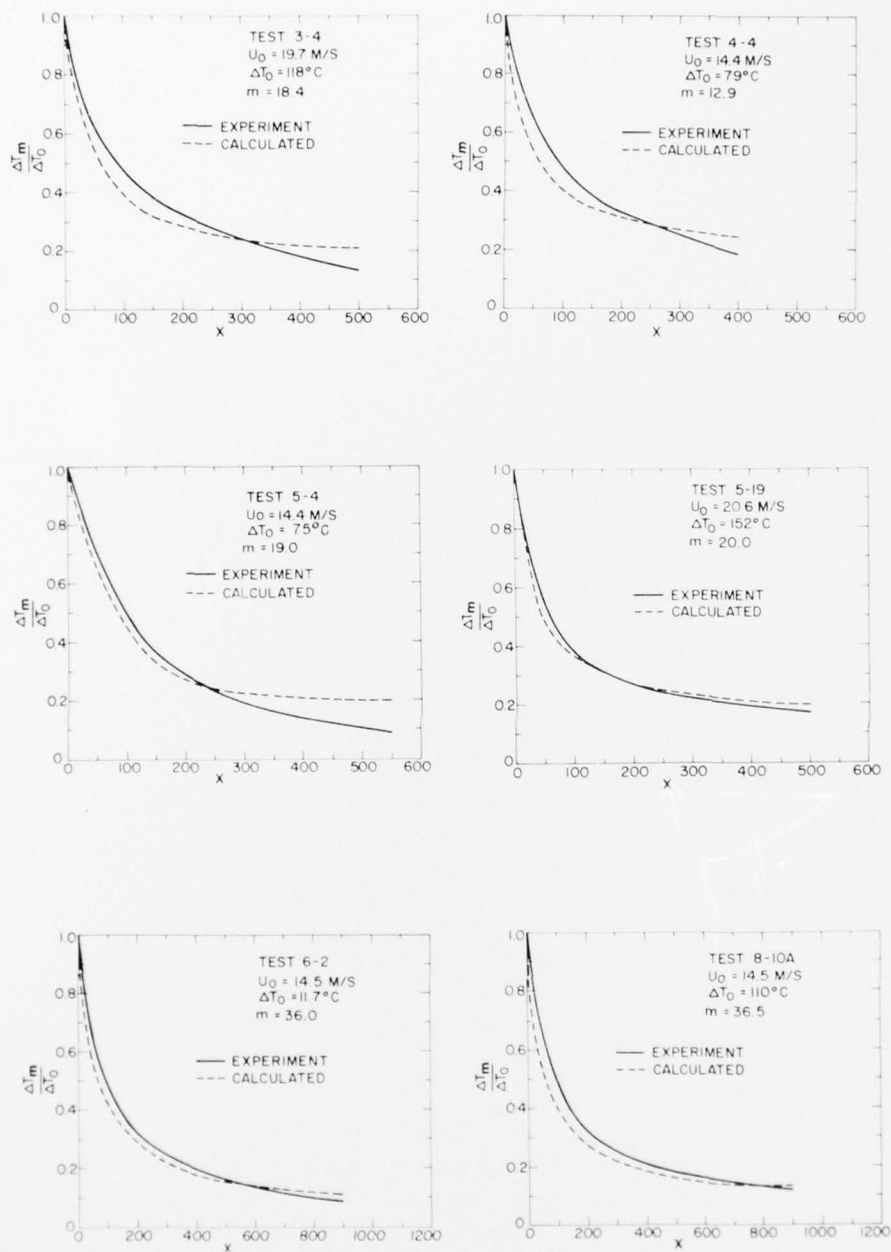 TEST 3-4
U₀ = 19.7 M/S
ΔT₀ = 118°C
m = 18.4
EXPERIMENT
CALCULATED
ΔTm
ΔT₀
1.0
0.8
0.6
0.4
0.2
0
0 100 200 300 400 500 600
X
TEST 4-4
U₀ = 14.4 M/S
ΔT₀ = 79°C
m = 12.9
EXPERIMENT
CALCULATED
ΔTm
ΔT₀
1.0
0.8
0.6
0.4
0.2
0
0 100 200 300 400 500 600
X
TEST 5-4
U₀ = 14.4 M/S
ΔT₀ = 75°C
m = 19.0
EXPERIMENT
CALCULATED
ΔTm
ΔT₀
1.0
0.8
0.6
0.4
0.2
0
0 100 200 300 400 500 600
X
TEST 5-19
U₀ = 20.6 M/S
ΔT₀ = 152°C
m = 20.0
EXPERIMENT
CALCULATED
ΔTm
ΔT₀
1.0
0.8
0.6
0.4
0.2
0
0 100 200 300 400 500 600
X
TEST 6-2
U₀ = 14.5 M/S
ΔT₀ = 11.7°C
m = 36.0
EXPERIMENT
CALCULATED
ΔTm
ΔT₀
1.0
0.8
0.6
0.4
0.2
0
0 200 400 600 800 1000 1200
X
TEST 8-10A
U₀ = 14.5 M/S
ΔT₀ = 110°C
m = 36.5
EXPERIMENT
CALCULATED
ΔTm
ΔT₀
1.0
0.8
0.6
0.4
0.2
0
0 200 400 600 800 1000 1200
X